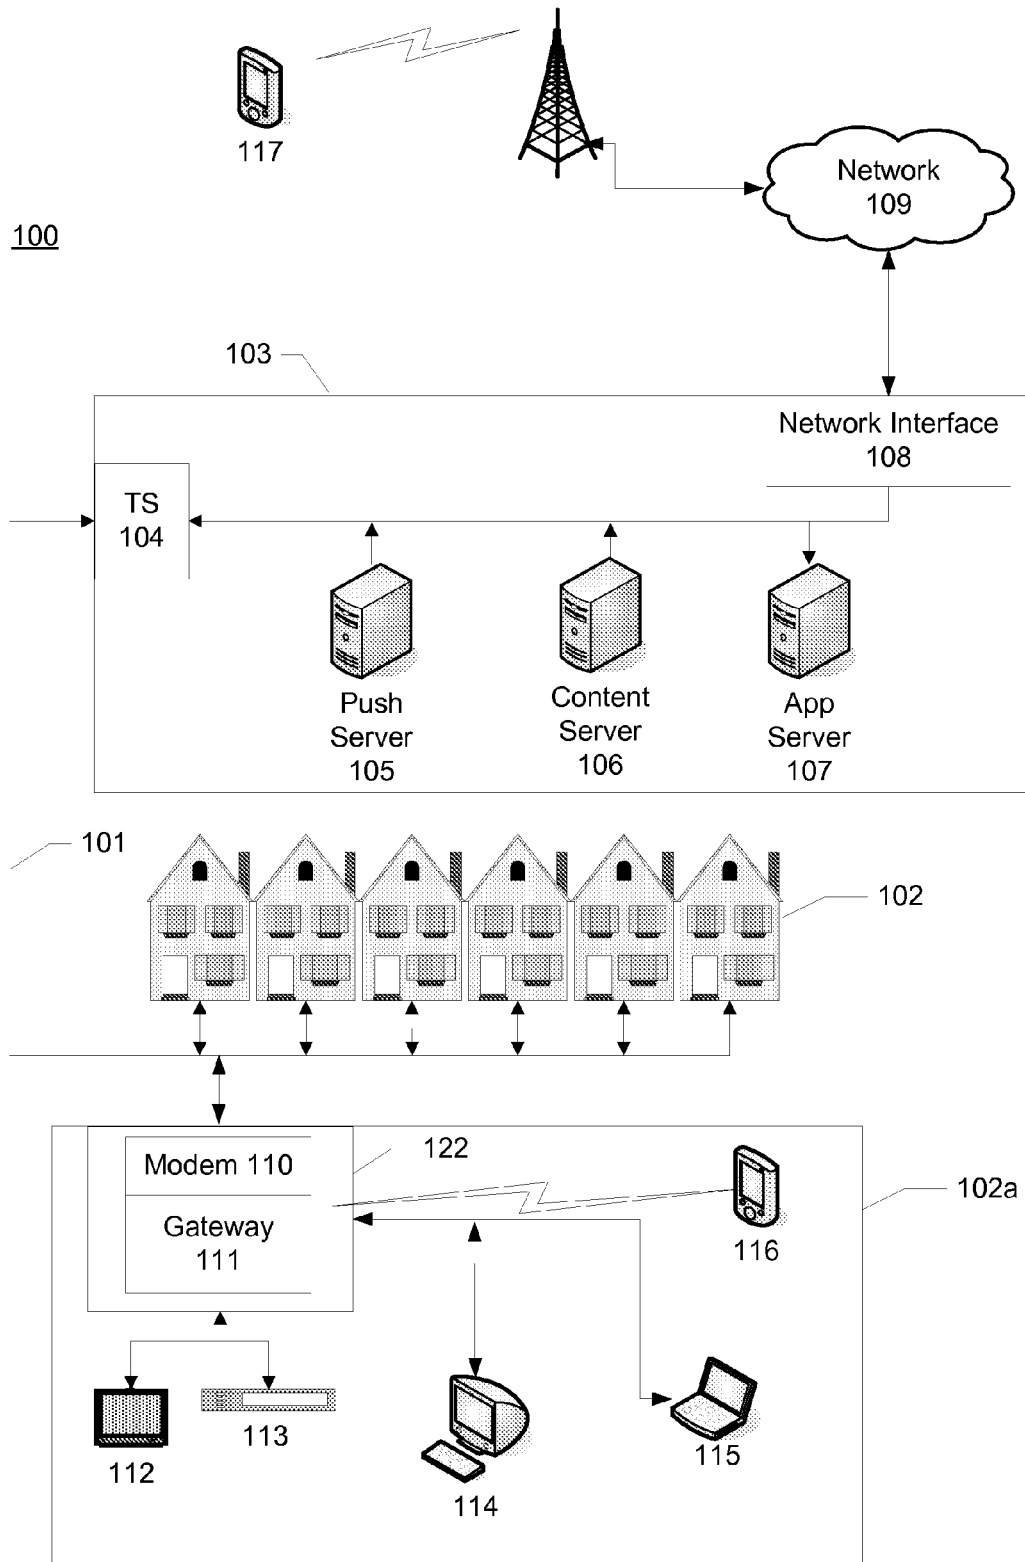 117
Network
109
100
103
Network Interface
108
TS
104
Push
Server
105
Content
Server
106
App
Server
107
101
102
Modem 110
122
Gateway
111
116
102a
112
113
114
115